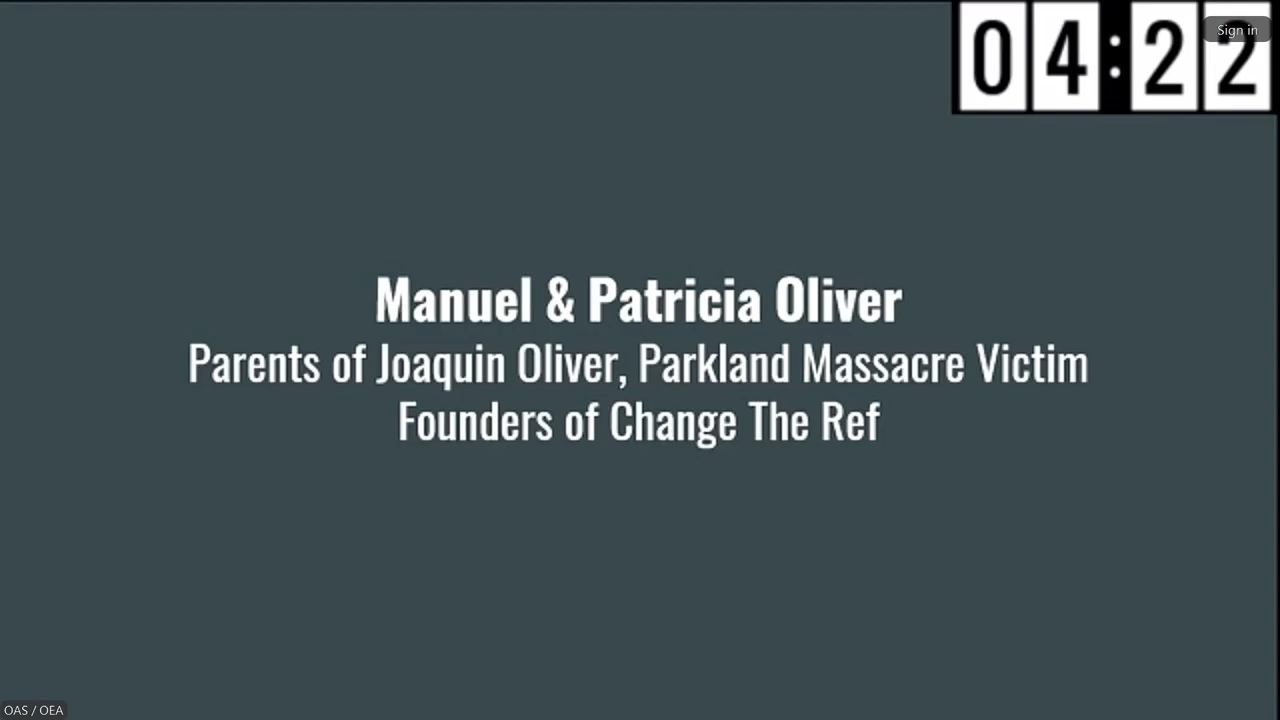 04:22
Sign in
Manuel & Patricia Oliver
Parents of Joaquin Oliver, Parkland Massacre Victim
Founders of Change The Ref
OAS / OEA